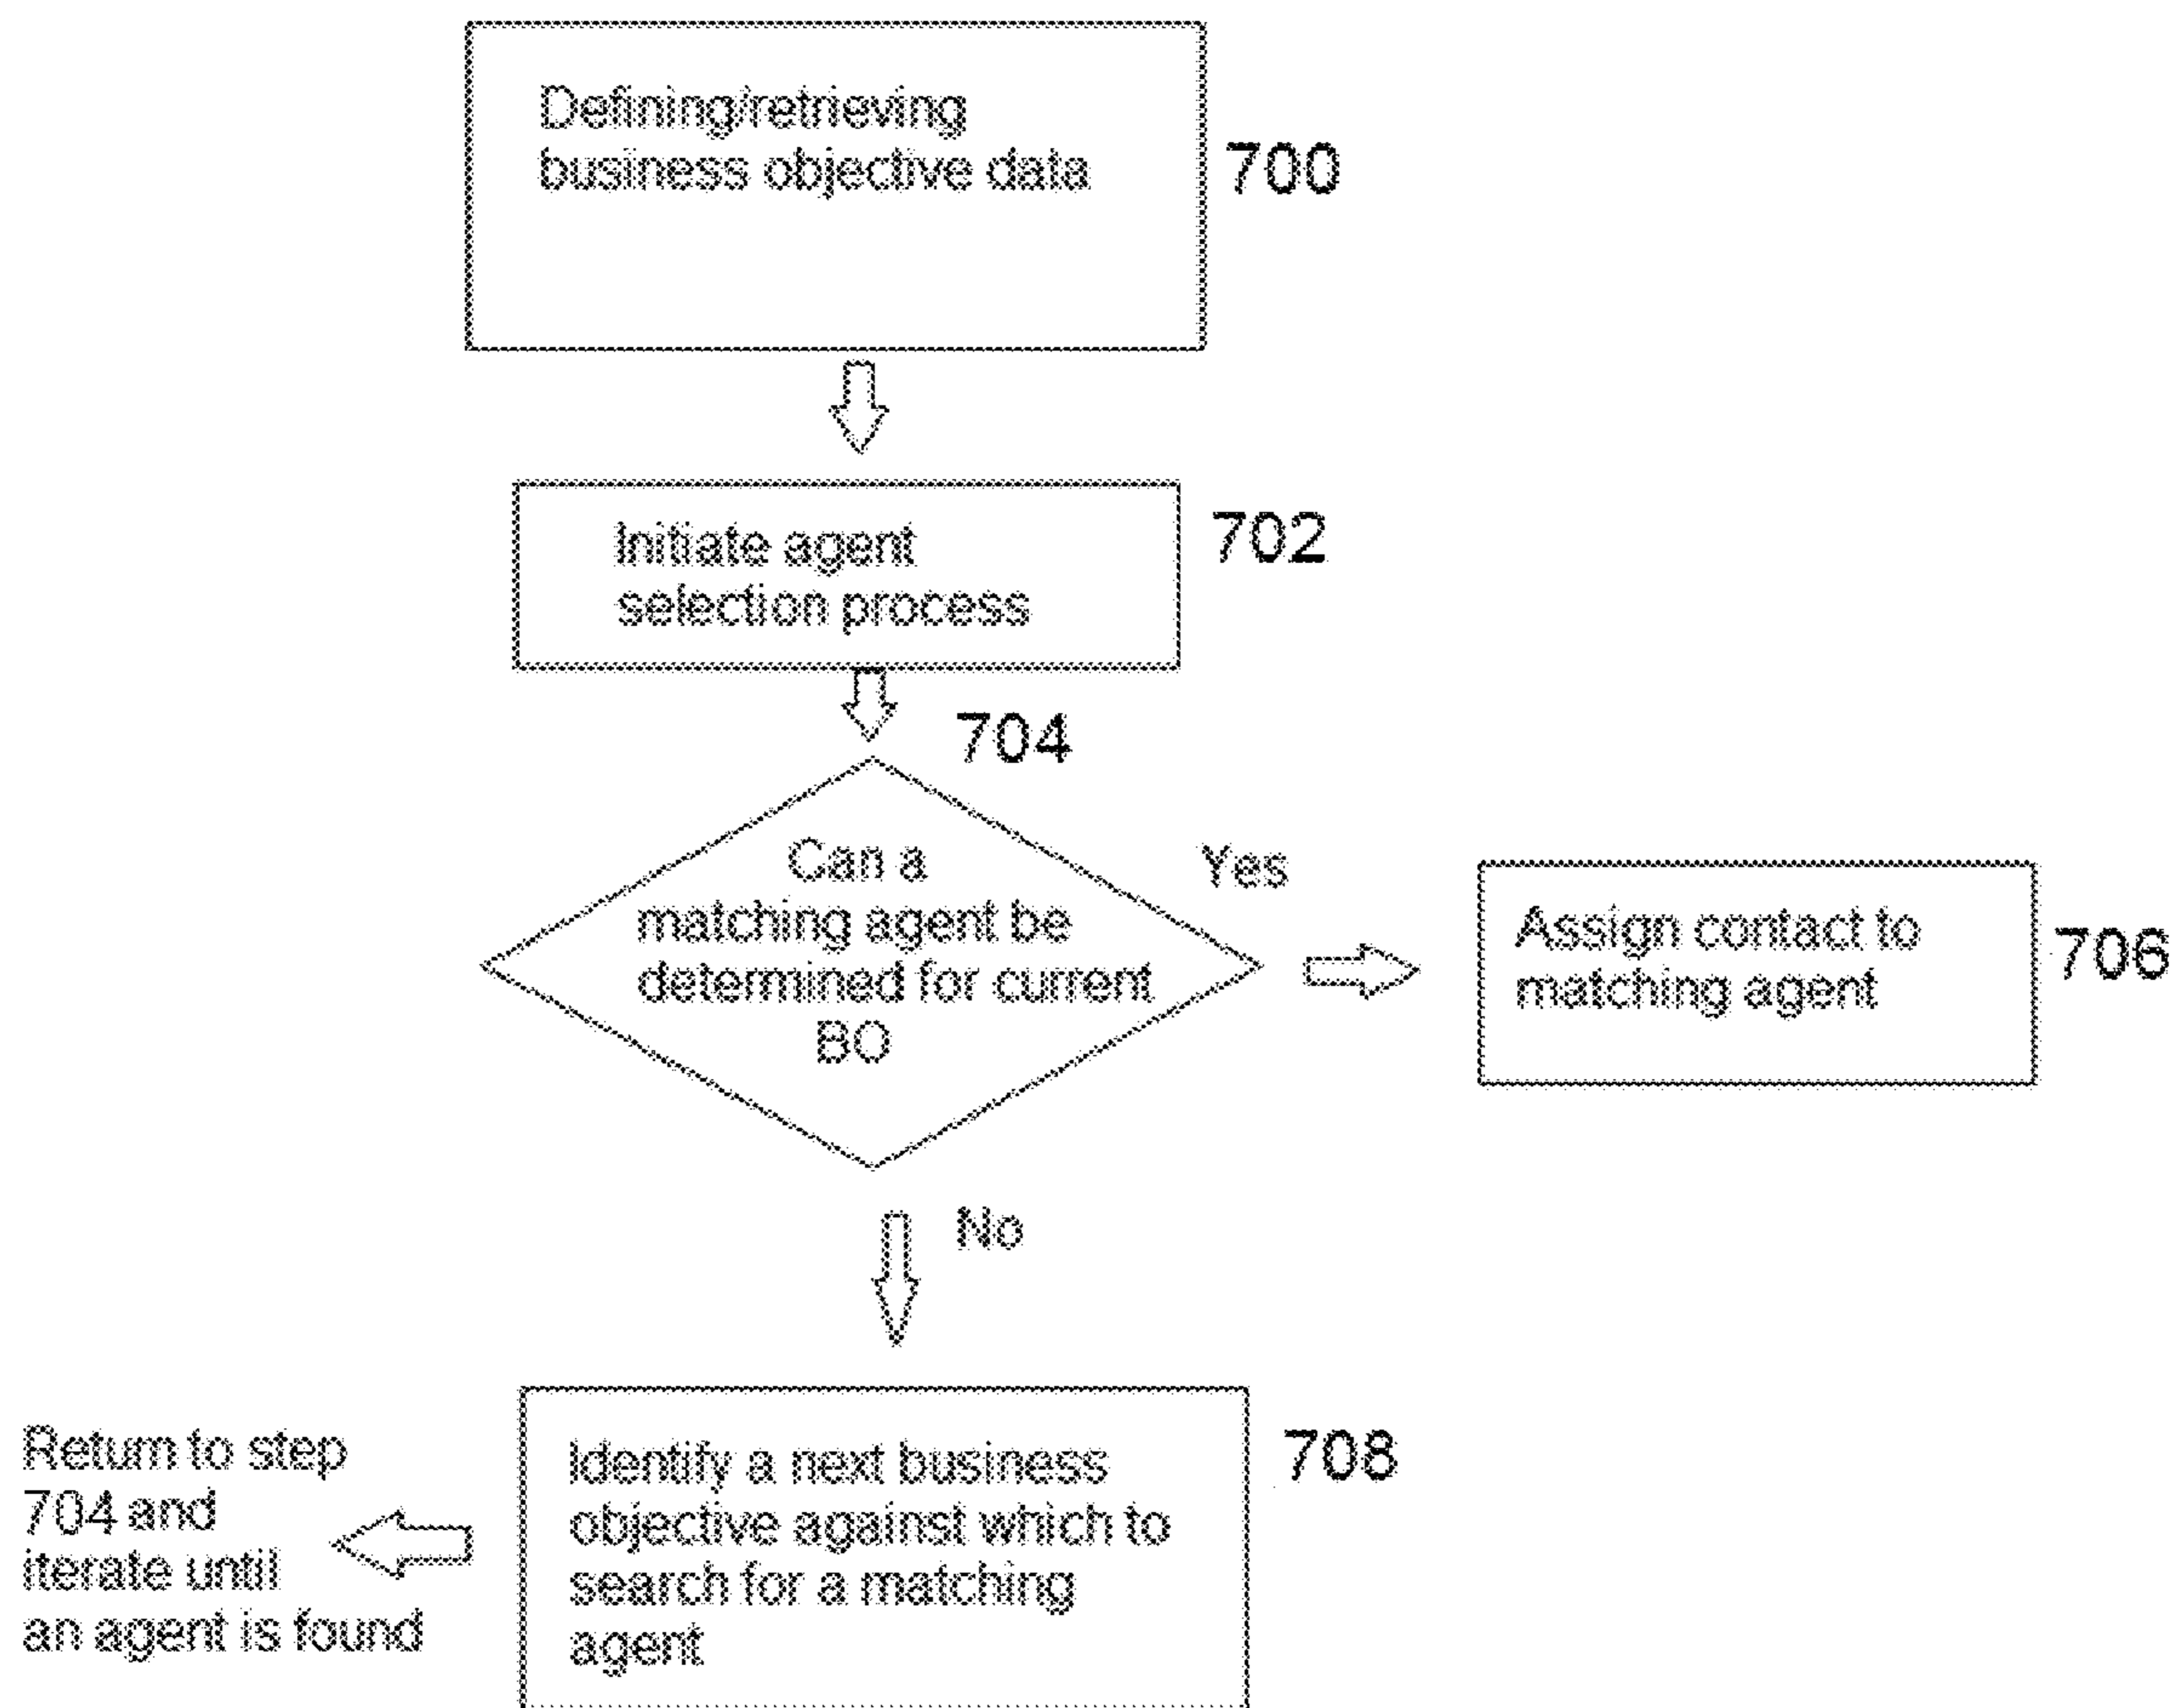 Defining/retrieving
business objective data
700
Initiate agent
selection process
702
704
Can a
matching agent be
determined for current
BO
Yes
Assign contact to
matching agent
706
No
Identify a next business
objective against which to
search for a matching
agent
708
Return to step
704 and
iterate until
an agent is found